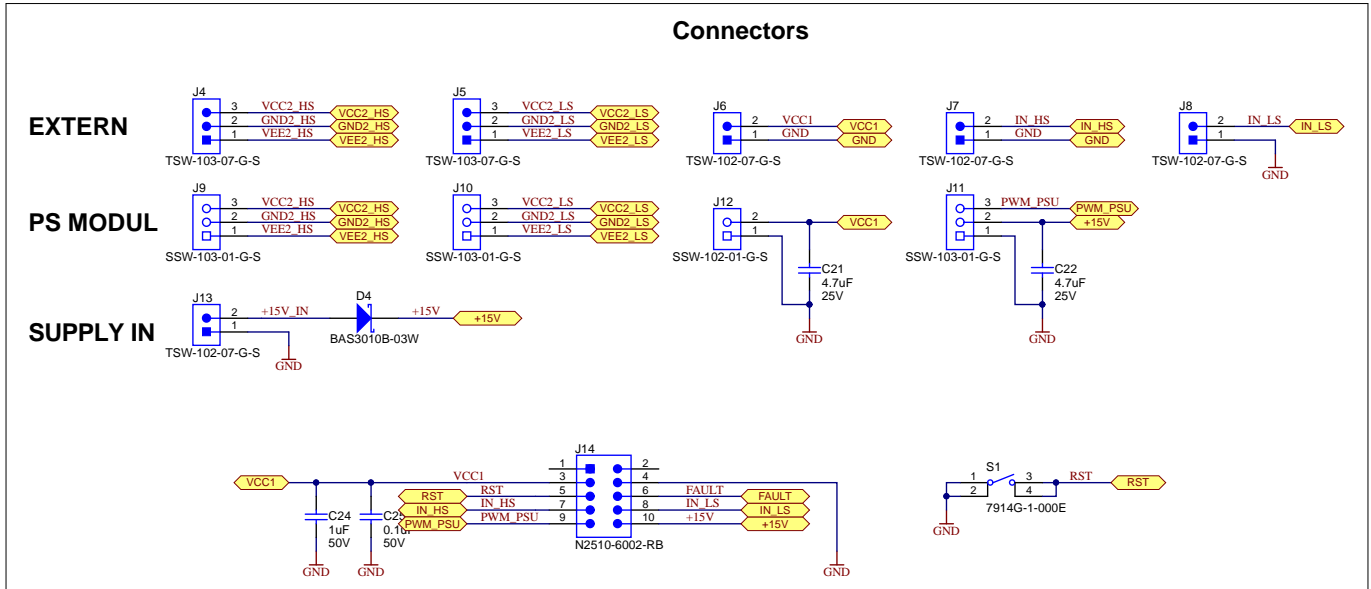 Connectors
J4 J5 J6 J7 J8
EXTERN
3 VCC2_HS VCC2_HS
2 GND2_HS GND2_HS
1 VEE2_HS VEE2_HS
TSW-103-07-G-S
3 VCC2_LS VCC2_LS
2 GND2_LS GND2_LS
1 VEE2_LS VEE2_LS
TSW-103-07-G-S
2 VCC1 VCC1
1 GND GND
TSW-102-07-G-S
2 IN_HS IN_HS
1 GND GND
TSW-102-07-G-S
2 IN_LS IN_LS
1
TSW-102-07-G-S
GND
PS MODUL
J9
3 VCC2_HS VCC2_HS
2 GND2_HS GND2_HS
1 VEE2_HS VEE2_HS
SSW-103-01-G-S
J10
3 VCC2_LS VCC2_LS
2 GND2_LS GND2_LS
1 VEE2_LS VEE2_LS
SSW-103-01-G-S
J12
2 VCC1
1
SSW-102-01-G-S
C21
4.7uF
25V
GND
J11
3 PWM_PSU PWM_PSU
2 +15V
1
SSW-103-01-G-S
C22
4.7uF
25V
GND
SUPPLY IN
J13
2 +15V_IN
1
TSW-102-07-G-S
GND
D4
+15V +15V
BAS3010B-03W
J14
1 2
VCC1 VCC1 3 4
RST RST 5 6 FAULT FAULT
IN_HS IN_HS 7 8 IN_LS IN_LS
PWM_PSU PWM_PSU 9 10 +15V +15V
N2510-6002-RB
C24
1uF
50V
GND
C25
0.1uF
50V
GND
GND
S1
1 3 RST RST
2 4
7914G-1-000E
GND